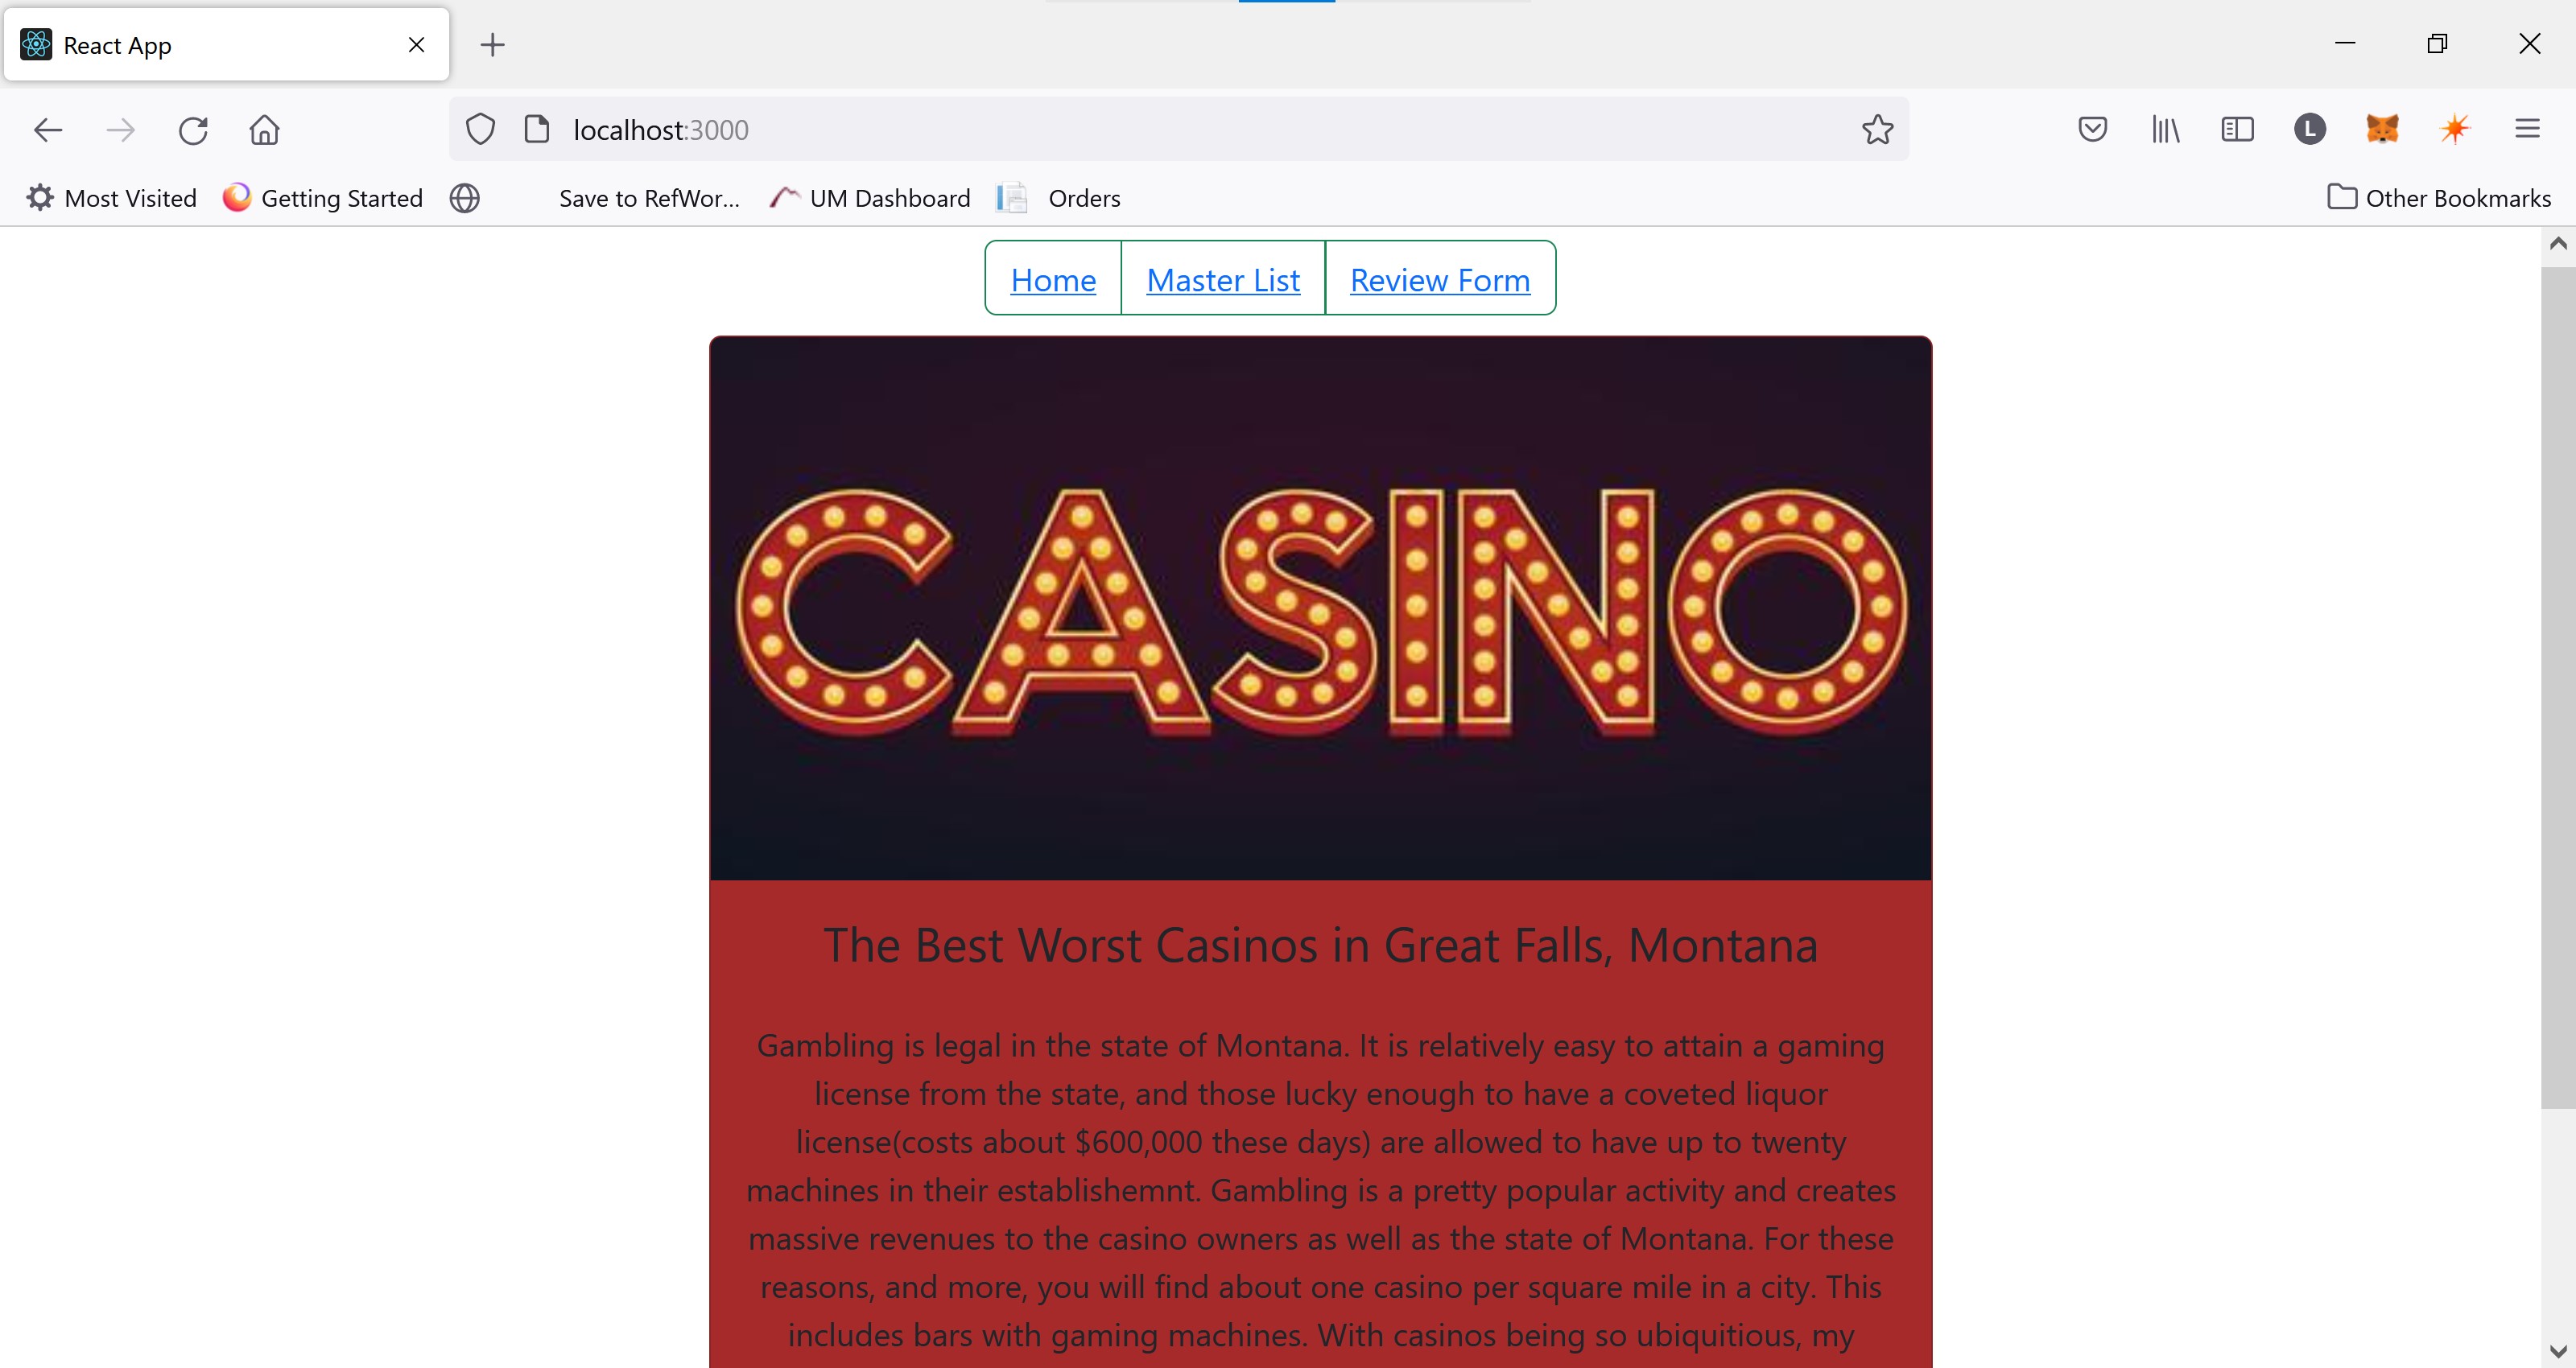 React App
localhost:3000
L
Most Visited Getting Started Save to RefWor... UM Dashboard Orders Other Bookmarks
Home Master List Review Form
CASINO
The Best Worst Casinos in Great Falls, Montana
Gambling is legal in the state of Montana. It is relatively easy to attain a gaming
license from the state, and those lucky enough to have a coveted liquor
license(costs about $600,000 these days) are allowed to have up to twenty
machines in their establishemnt. Gambling is a pretty popular activity and creates
massive revenues to the casino owners as well as the state of Montana. For these
reasons, and more, you will find about one casino per square mile in a city. This
includes bars with gaming machines. With casinos being so ubiquitious, my